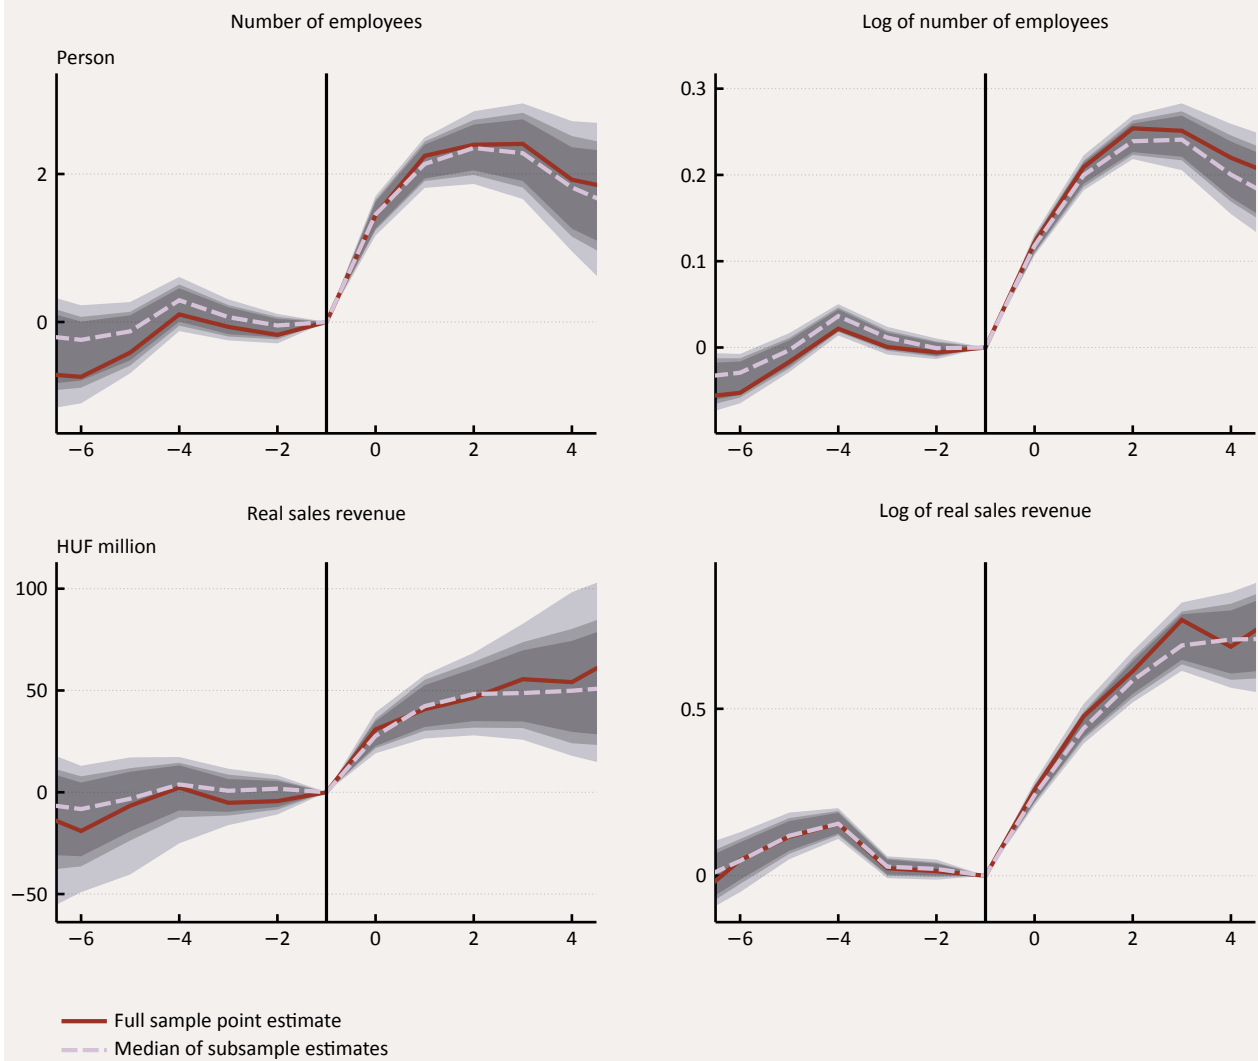 Number of employees
Log of number of employees
Person
2
0
−6 −4 −2 0 2 4
0.3
0.2
0.1
0
−6 −4 −2 0 2 4
Real sales revenue
Log of real sales revenue
HUF million
100
50
0
−50
−6 −4 −2 0 2 4
0.5
0
−6 −4 −2 0 2 4
Full sample point estimate
Median of subsample estimates